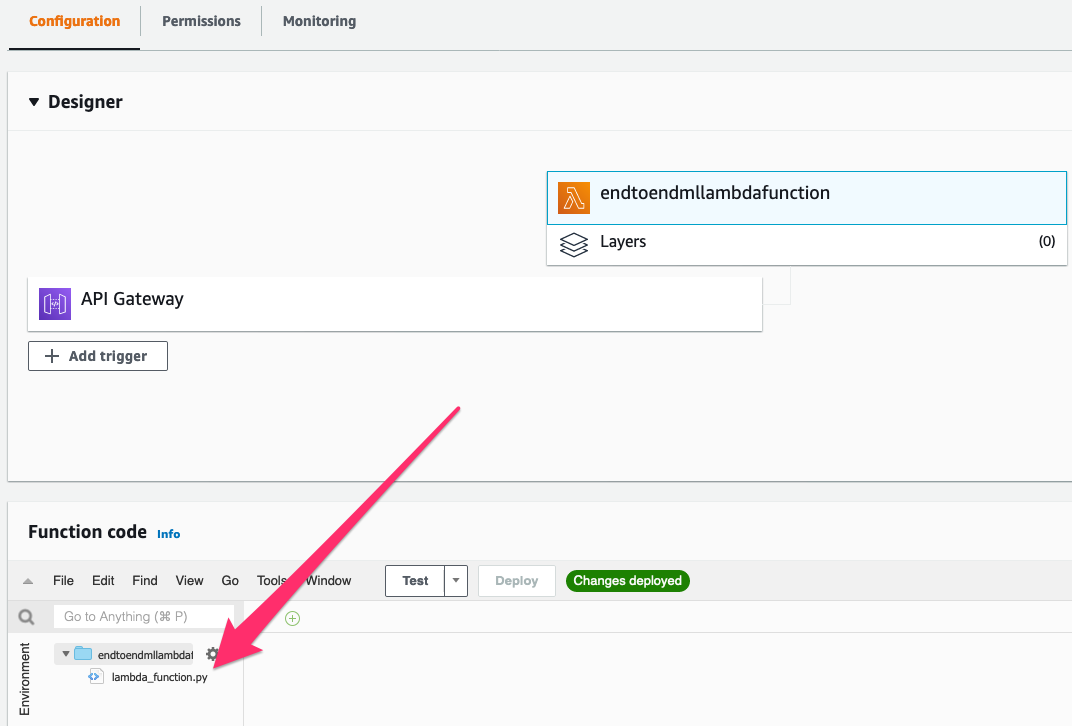 Configuration Permissions Monitoring
Designer
endtoendmllambdafunction
Layers (0)
API Gateway
Add trigger
Function code Info
File Edit Find View Go Tools Window Test Deploy Changes deployed
Go to Anything (⌘ P)
Environment
endtoendmllambdaf
lambda_function.py